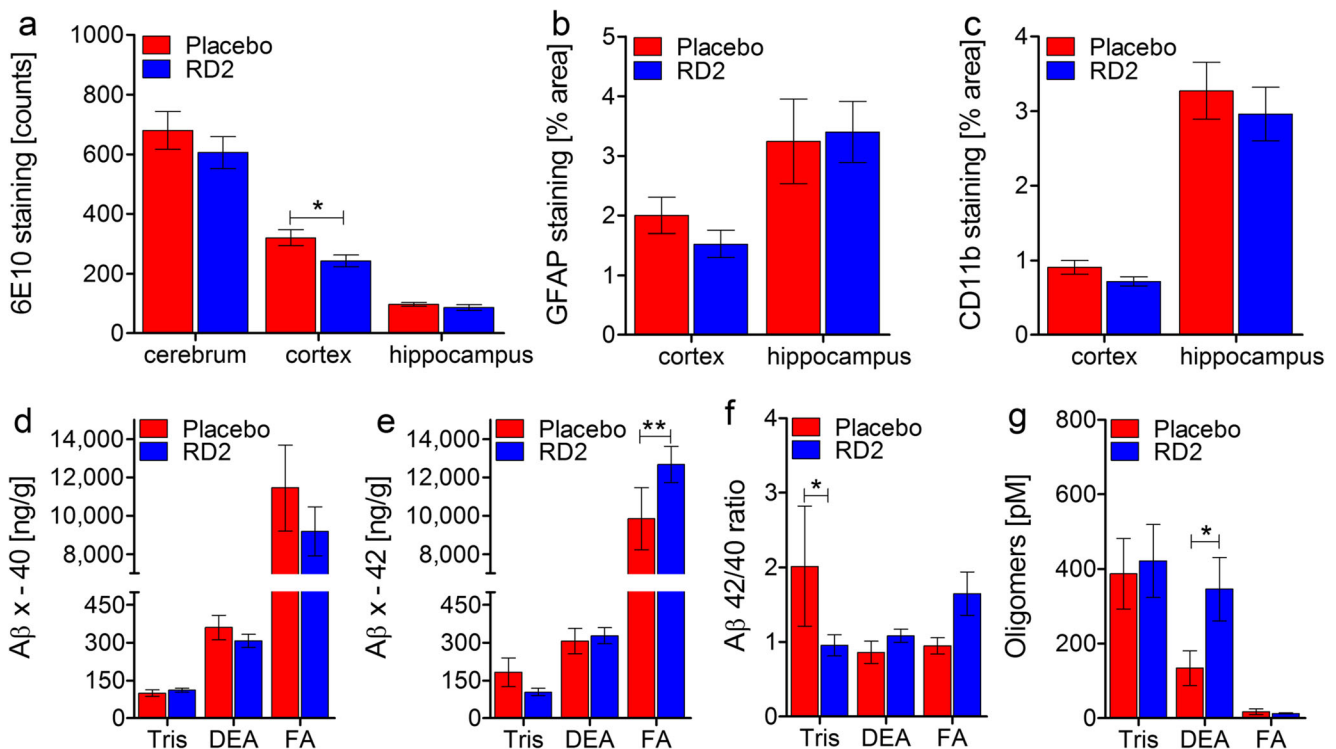 a
6E10 staining [counts]
1000
800
600
400
200
0
Placebo
RD2
*
cerebrum cortex hippocampus
b
GFAP staining [% area]
5
4
3
2
1
0
Placebo
RD2
cortex hippocampus
c
CD11b staining [% area]
4
3
2
1
0
Placebo
RD2
cortex hippocampus
d
Aβ x - 40 [ng/g]
14,000
12,000
10,000
8,000
450
300
150
0
Placebo
RD2
Tris DEA FA
e
Aβ x - 42 [ng/g]
14,000
12,000
10,000
8,000
450
300
150
0
Placebo
RD2
**
Tris DEA FA
f
Aβ 42/40 ratio
4
3
2
1
0
Placebo
RD2
*
Tris DEA FA
g
Oligomers [pM]
800
600
400
200
0
Placebo
RD2
*
Tris DEA FA